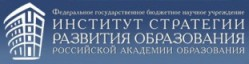 Федеральное государственное бюджетное научное учреждение
ИНСТИТУТ СТРАТЕГИИ
РАЗВИТИЯ ОБРАЗОВАНИЯ
РОССИЙСКОЙ АКАДЕМИИ ОБРАЗОВАНИЯ